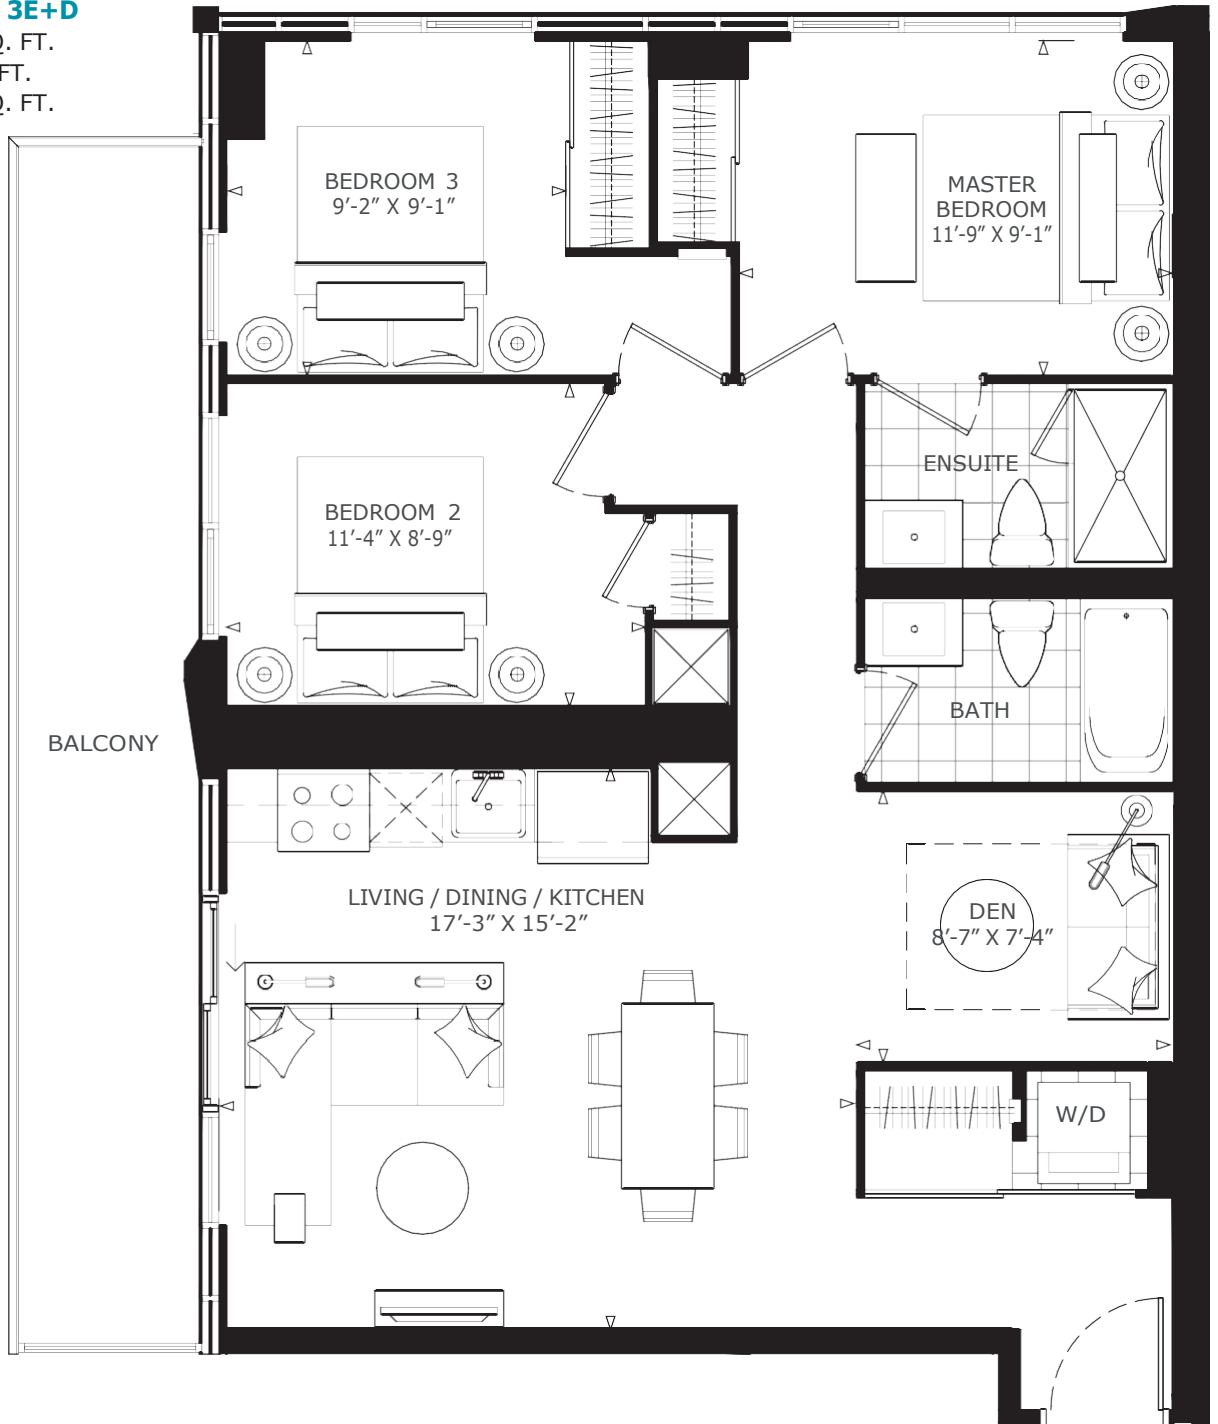 3E+D
Q. FT.
FT.
Q. FT.
BEDROOM 3
9'-2" X 9'-1"
MASTER
BEDROOM
11'-9" X 9'-1"
ENSUITE
BEDROOM 2
11'-4" X 8'-9"
BATH
BALCONY
LIVING / DINING / KITCHEN
17'-3" X 15'-2"
DEN
8'-7" X 7'-4"
W/D